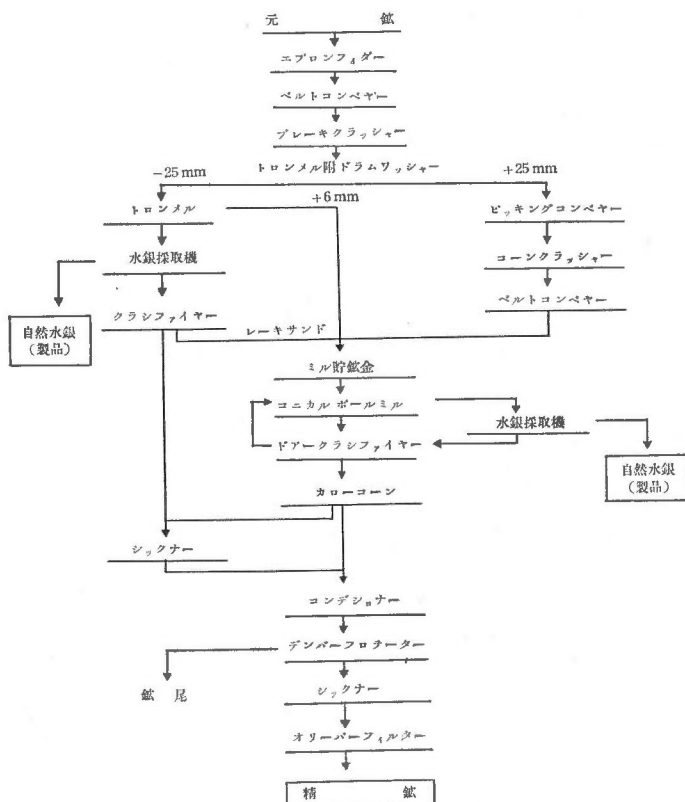 元 鉱
エプロンフィダー
ベルトコンベヤー
ブレーキクラッシャー
トロンメル附ドラムワッシャー
−25mm
+25mm
トロンメル
+6mm
ピッキングコンベヤー
水銀採取機
コーンクラッシャー
自然水銀
(製品)
クラシファイヤー
ベルトコンベヤー
レーキサンド
ミル貯鉱金
コニカルボールミル
水銀採取機
ドアークラシファイヤー
自然水銀
(製品)
カローコーン
シックナー
コンデショナー
デンバーフロテーター
鉱 尾
シックナー
オリーバーフィルター
精 鉱